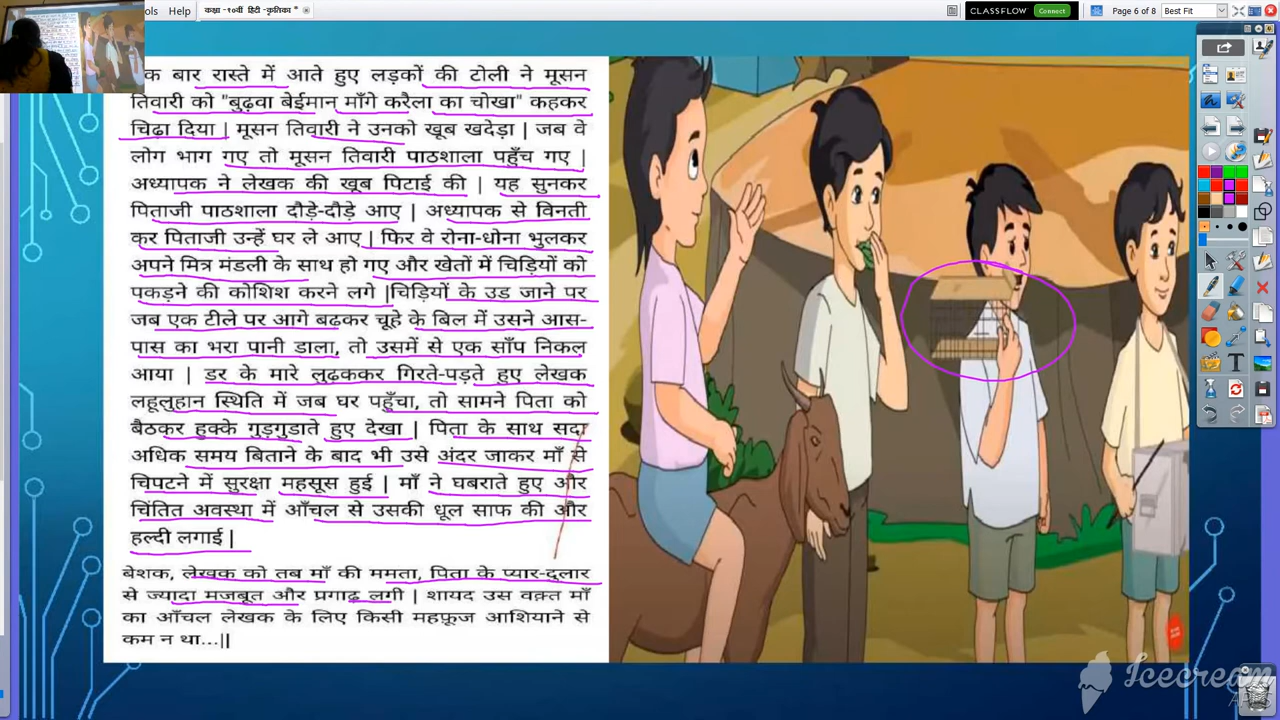 ols Help कक्षा -१०वीं हिंदी -कृतिका * CLASSFLOW Connect Page 6 of 8 Best Fit
क बार रास्ते में आते हुए लड़कों की टोली ने मूसन
तिवारी को "बुढ़वा बेईमान माँगे करैला का चोखा" कहकर
चिढ़ा दिया | मूसन तिवारी ने उनको खूब खदेड़ा | जब वे
लोग भाग गए तो मूसन तिवारी पाठशाला पहुँच गए |
अध्यापक ने लेखक की खूब पिटाई की | यह सुनकर
पिताजी पाठशाला दौड़े-दौड़े आए | अध्यापक से विनती
कर पिताजी उन्हें घर ले आए | फिर वे रोना-धोना भुलकर
अपने मित्र मंडली के साथ हो गए और खेतों में चिड़ियों को
पकड़ने की कोशिश करने लगे |चिड़ियों के उड़ जाने पर
जब एक टीले पर आगे बढ़कर चूहे के बिल में उसने आस-
पास का भरा पानी डाला, तो उसमें से एक साँप निकल
आया | डर के मारे लुढ़ककर गिरते-पड़ते हुए लेखक
लहूलुहान स्थिति में जब घर पहुँचा, तो सामने पिता को
बैठकर हुक्के गुड़गुडाते हुए देखा | पिता के साथ सदा
अधिक समय बिताने के बाद भी उसे अंदर जाकर माँ से
चिपटने में सुरक्षा महसूस हुई | माँ ने घबराते हुए और
चिंतित अवस्था में आँचल से उसकी धूल साफ की और
हल्दी लगाई |
बेशक, लेखक को तब माँ की ममता, पिता के प्यार-दुलार
से ज्यादा मजबूत और प्रगाढ़ लगी | शायद उस वक़्त माँ
का आँचल लेखक के लिए किसी महफ़ूज आशियाने से
कम न था...||
Icecream
APPS